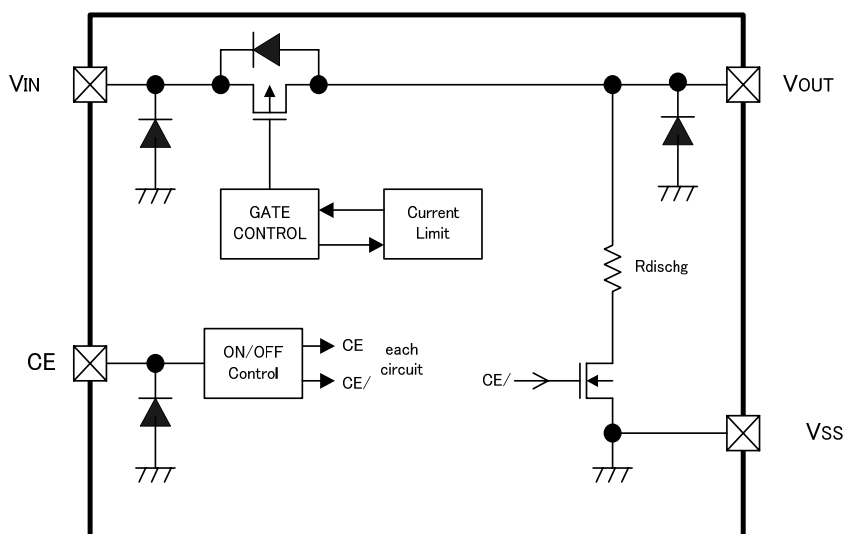 VIN
VOUT
GATE
CONTROL
Current
Limit
Rdischg
CE
ON/OFF
Control
CE
CE/
each
circuit
CE/
VSS